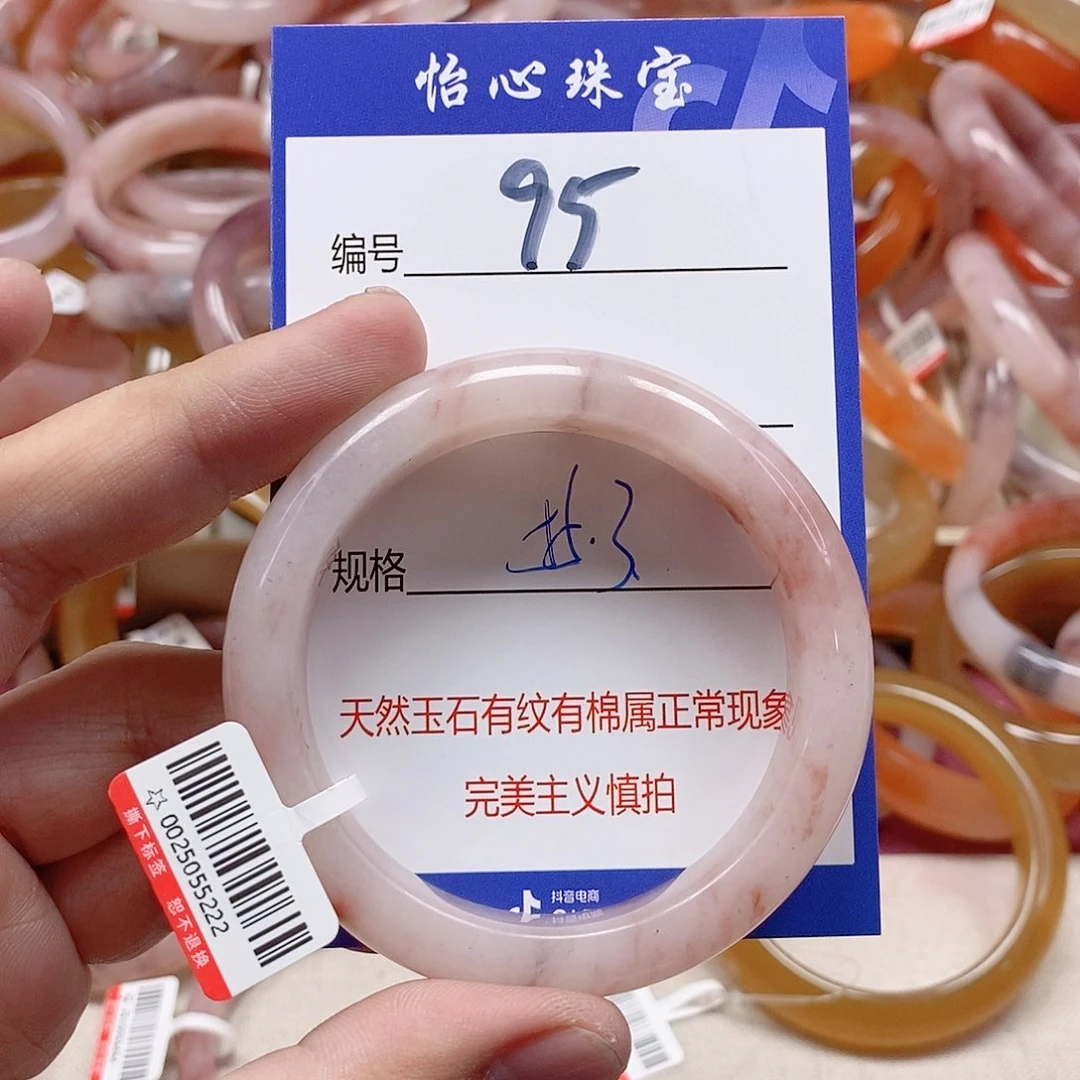 怡心珠宝
编号 95
规格
天然玉石有纹有棉属正常现象
完美主义慎拍
抖音电商
☆0025055222
撕下标签 恕不退换